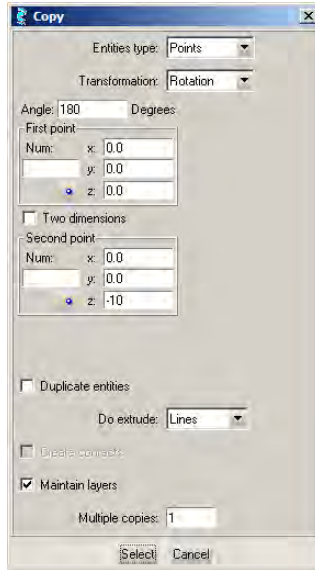 Copy
Entities type: Points
Transformation: Rotation
Angle: 180 Degrees
First point
Num: x: 0.0
y: 0.0
z: 0.0
Two dimensions
Second point
Num: x: 0.0
y: 0.0
z: -10
Duplicate entities
Do extrude: Lines
Create contacts
Maintain layers
Multiple copies: 1
Select Cancel